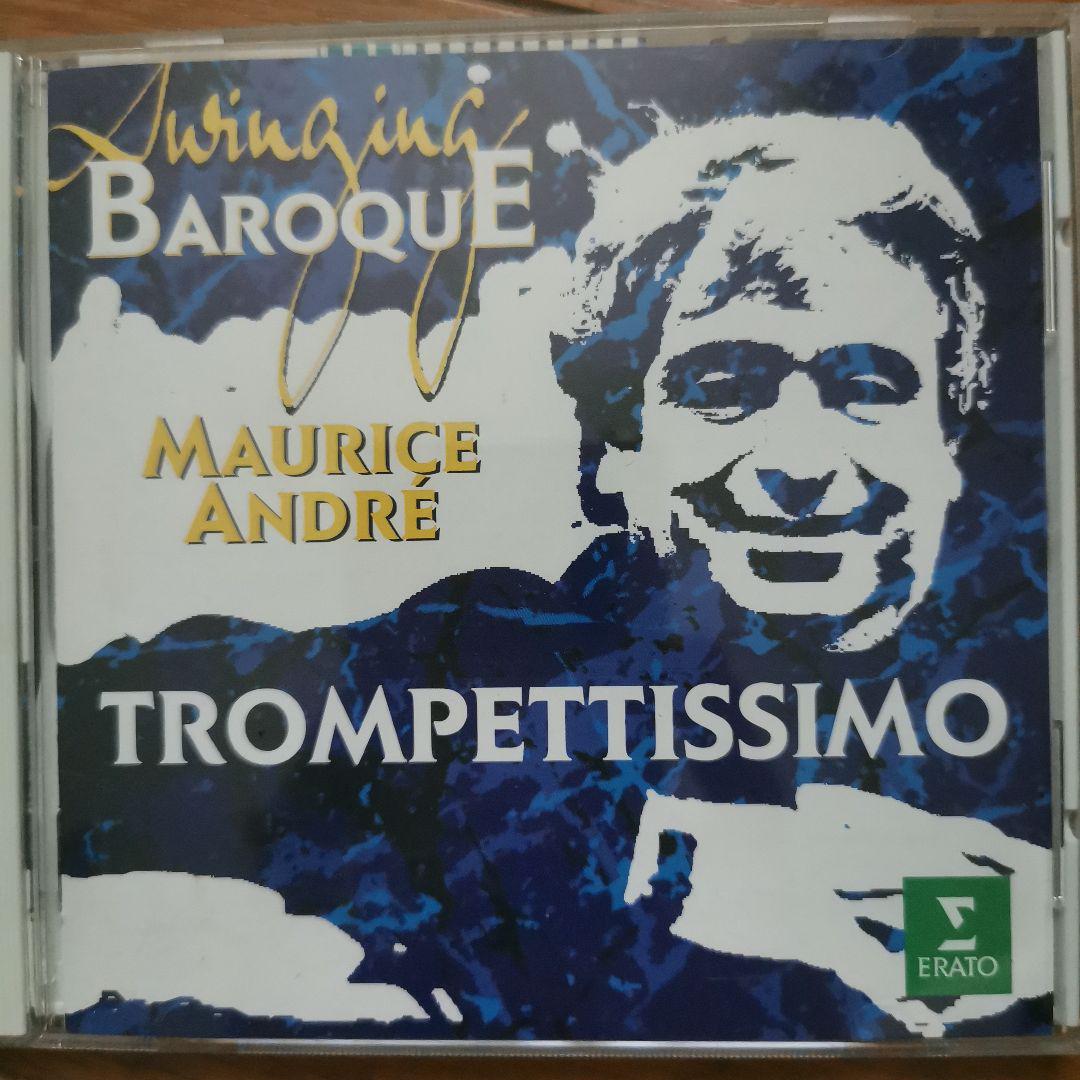 Swinging
BAROQUE
MAURICE
ANDRÉ
TROMPETTISSIMO
ERATO